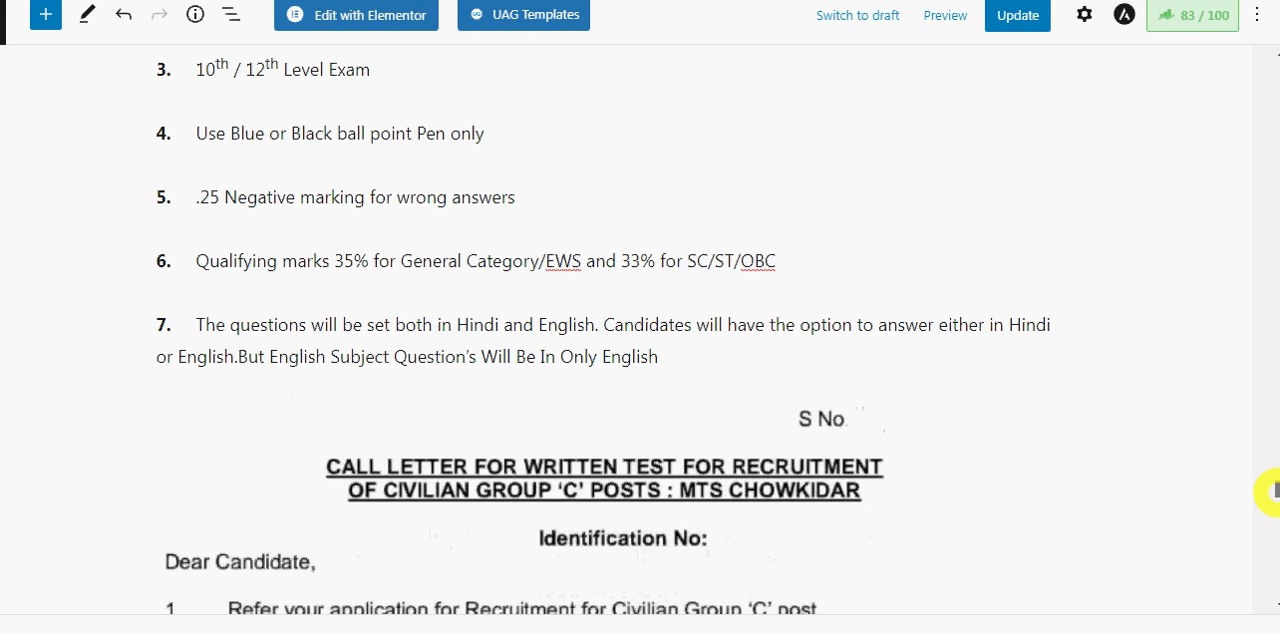 + Edit with Elementor UAG Templates Switch to draft Preview Update 83 / 100
3. 10th / 12th Level Exam
4. Use Blue or Black ball point Pen only
5. .25 Negative marking for wrong answers
6. Qualifying marks 35% for General Category/EWS and 33% for SC/ST/OBC
7. The questions will be set both in Hindi and English. Candidates will have the option to answer either in Hindi
or English.But English Subject Question’s Will Be In Only English
S No.
CALL LETTER FOR WRITTEN TEST FOR RECRUITMENT
OF CIVILIAN GROUP ‘C’ POSTS : MTS CHOWKIDAR
Identification No:
Dear Candidate,
1 Refer your application for Recruitment for Civilian Group ‘C’ post